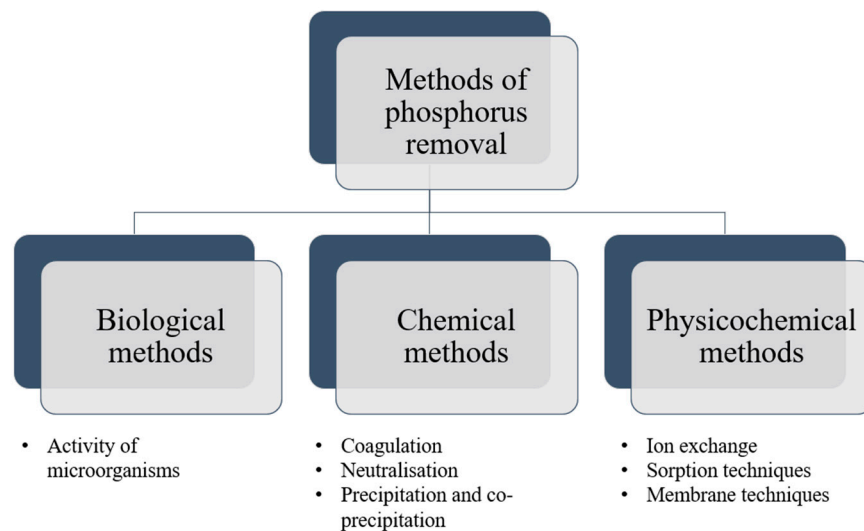 Methods of
phosphorus
removal
Biological
methods
Chemical
methods
Physicochemical
methods
• Activity of
microorganisms
• Coagulation
• Neutralisation
• Precipitation and co-
precipitation
• Ion exchange
• Sorption techniques
• Membrane techniques